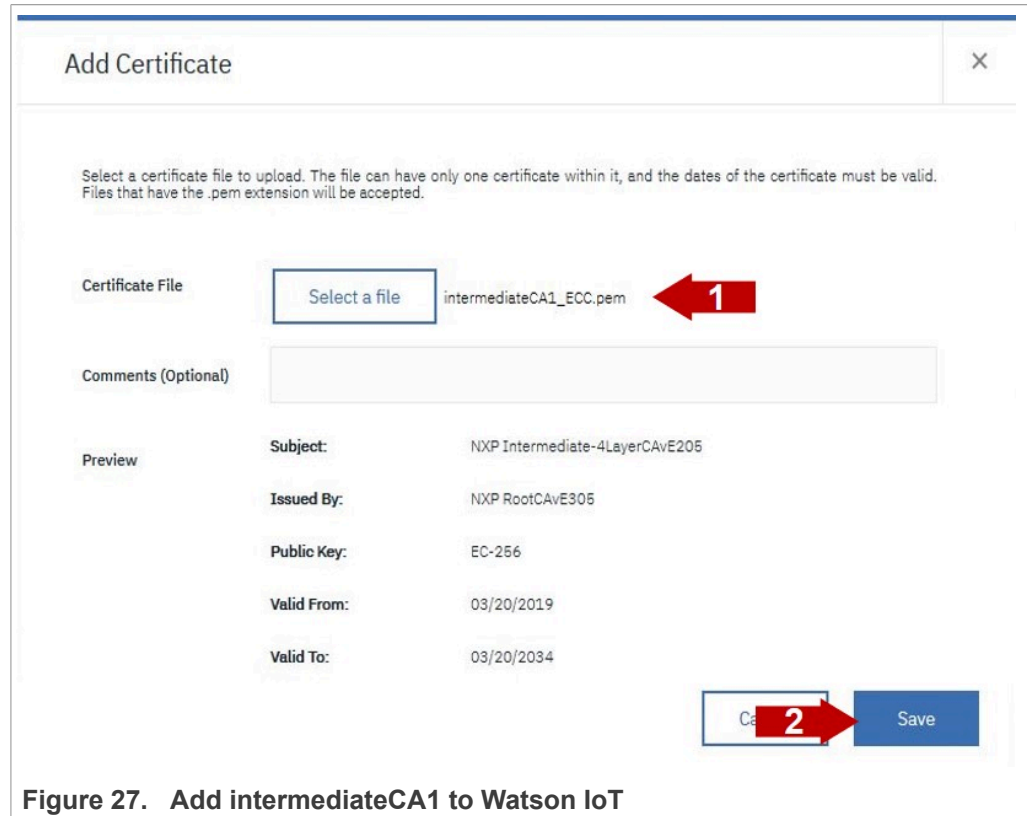 Add Certificate
Select a certificate file to upload. The file can have only one certificate within it, and the dates of the certificate must be valid.
Files that have the .pem extension will be accepted.
Certificate File
Select a file
intermediateCA1_ECC.pem
1
Comments (Optional)
Preview
Subject: NXP Intermediate-4LayerCAvE205
Issued By: NXP RootCAvE305
Public Key: EC-256
Valid From: 03/20/2019
Valid To: 03/20/2034
2
Save
Figure 27. Add intermediateCA1 to Watson IoT